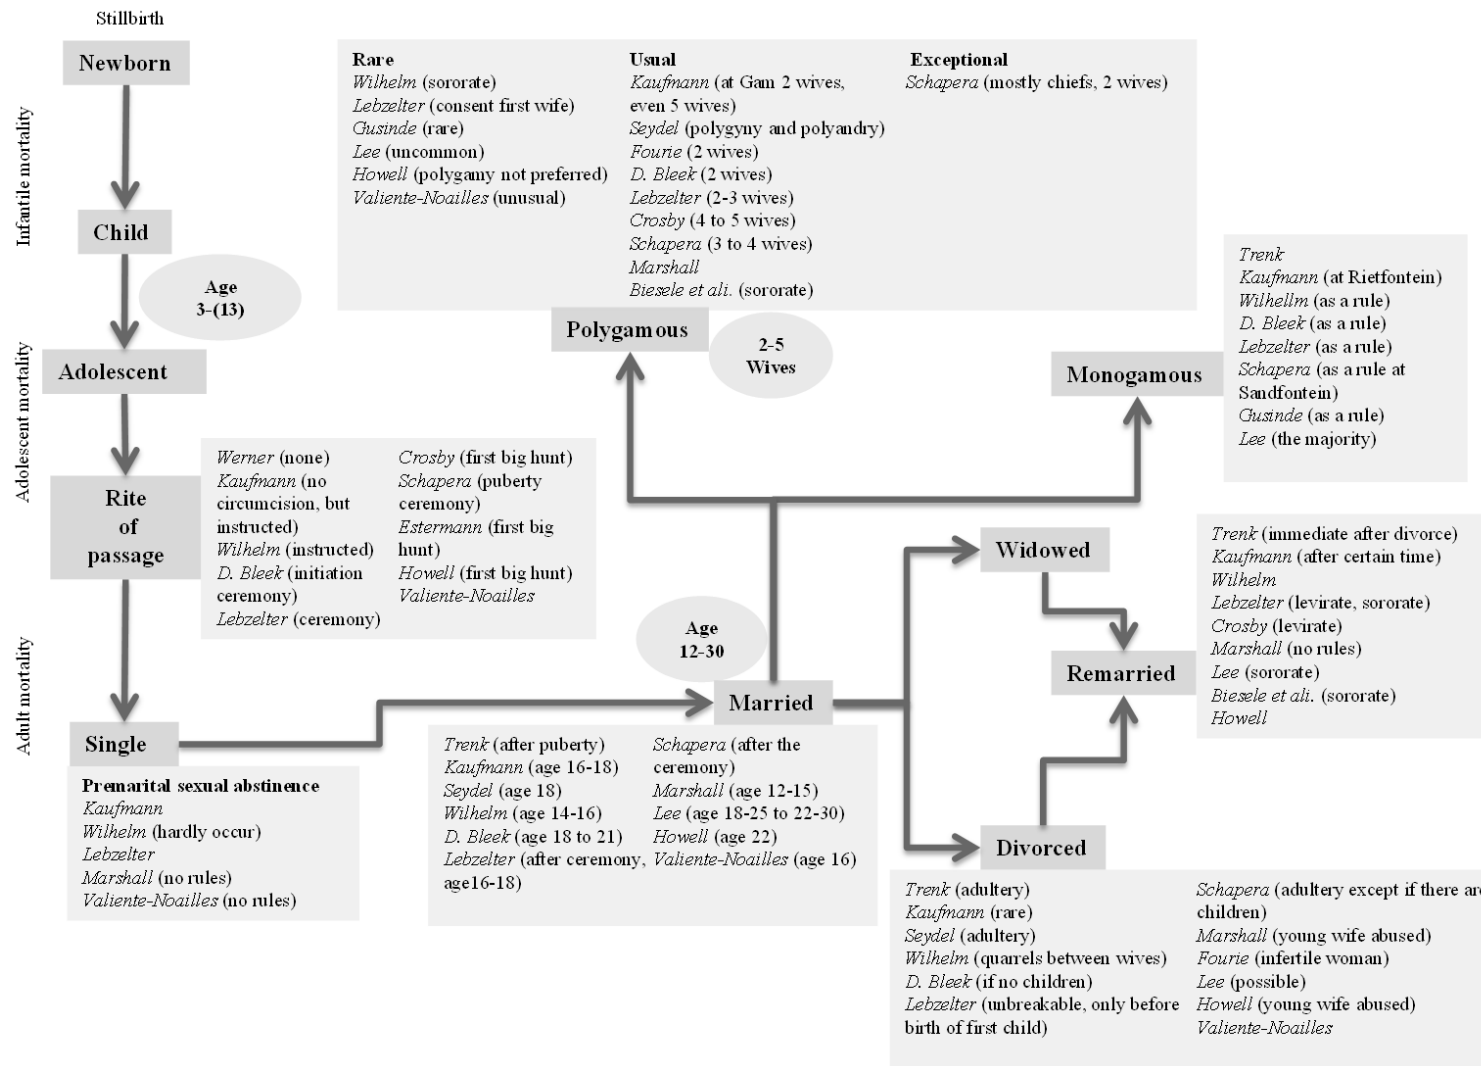 Stillbirth
Newborn
Infantile mortality
Child
Age
3-(13)
Adolescent
Adolescent mortality
Rite
of
passage
Werner (none)
Kaufmann (no
circumcision, but
instructed)
Wilhelm (instructed)
D. Bleek (initiation
ceremony)
Lebzelter (ceremony)
Crosby (first big hunt)
Schapera (puberty
ceremony)
Estermann (first big
hunt)
Howell (first big hunt)
Valiente-Noailles
Adult mortality
Single
Premarital sexual abstinence
Kaufmann
Wilhelm (hardly occur)
Lebzelter
Marshall (no rules)
Valiente-Noailles (no rules)
Age
12-30
Married
Trenk (after puberty)
Kaufmann (age 16-18)
Seydel (age 18)
Wilhelm (age 14-16)
D. Bleek (age 18 to 21)
Lebzelter (after ceremony,
age16-18)
Schapera (after the
ceremony)
Marshall (age 12-15)
Lee (age 18-25 to 22-30)
Howell (age 22)
Valiente-Noailles (age 16)
Rare
Wilhelm (sororate)
Lebzelter (consent first wife)
Gusinde (rare)
Lee (uncommon)
Howell (polygamy not preferred)
Valiente-Noailles (unusual)
Usual
Kaufmann (at Gam 2 wives,
even 5 wives)
Seydel (polygyny and polyandry)
Fourie (2 wives)
D. Bleek (2 wives)
Lebzelter (2-3 wives)
Crosby (4 to 5 wives)
Schapera (3 to 4 wives)
Marshall
Biesele et ali. (sororate)
Exceptional
Schapera (mostly chiefs, 2 wives)
Polygamous
2-5
Wives
Monogamous
Trenk
Kaufmann (at Rietfontein)
Wilhellm (as a rule)
D. Bleek (as a rule)
Lebzelter (as a rule)
Schapera (as a rule at
Sandfontein)
Gusinde (as a rule)
Lee (the majority)
Widowed
Remarried
Trenk (immediate after divorce)
Kaufmann (after certain time)
Wilhelm
Lebzelter (levirate, sororate)
Crosby (levirate)
Marshall (no rules)
Lee (sororate)
Biesele et ali. (sororate)
Howell
Divorced
Trenk (adultery)
Kaufmann (rare)
Seydel (adultery)
Wilhelm (quarrels between wives)
D. Bleek (if no children)
Lebzelter (unbreakable, only before
birth of first child)
Schapera (adultery except if there are
children)
Marshall (young wife abused)
Fourie (infertile woman)
Lee (possible)
Howell (young wife abused)
Valiente-Noailles